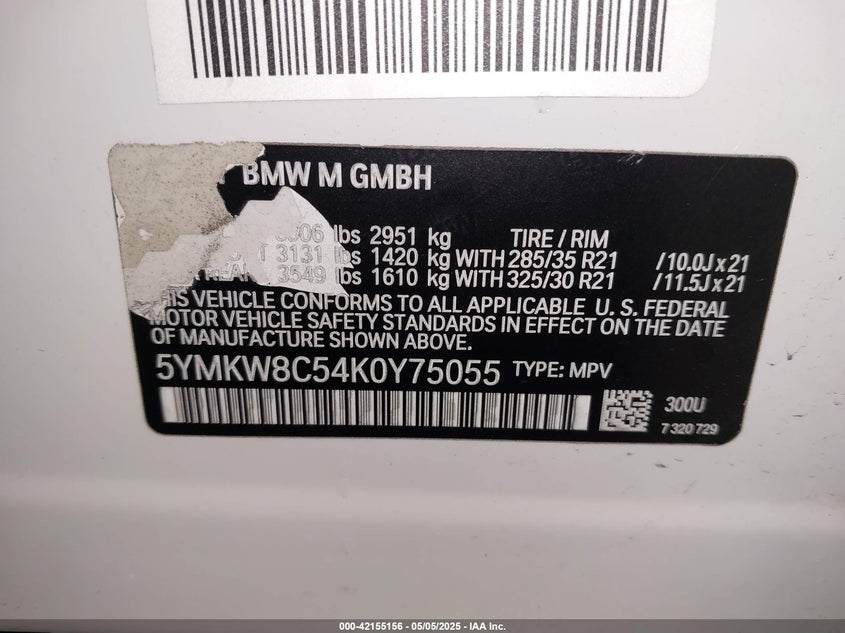 BMW M GMBH
lbs 2951 kg TIRE / RIM
3131 lbs 1420 kg WITH 285/35 R21 /10.0J x 21
3549 lbs 1610 kg WITH 325/30 R21 /11.5J x 21
THIS VEHICLE CONFORMS TO ALL APPLICABLE U. S. FEDERAL
MOTOR VEHICLE SAFETY STANDARDS IN EFFECT ON THE DATE
OF MANUFACTURE SHOWN ABOVE.
5YMKW8C54K0Y75055 TYPE: MPV
300U
7 320 729
000-42155156 - 05/05/2025 - IAA Inc.